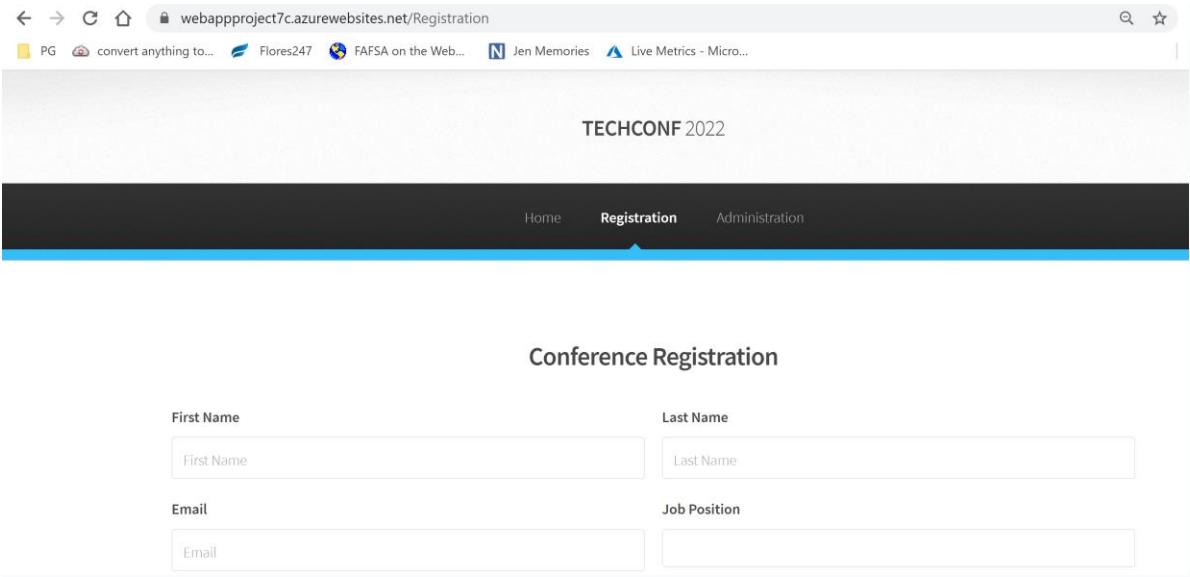 webappproject7c.azurewebsites.net/Registration
PG convert anything to... Flores247 FAFSA on the Web... N Jen Memories Live Metrics - Micro...
TECHCONF 2022
Home Registration Administration
Conference Registration
First Name Last Name
First Name Last Name
Email Job Position
Email